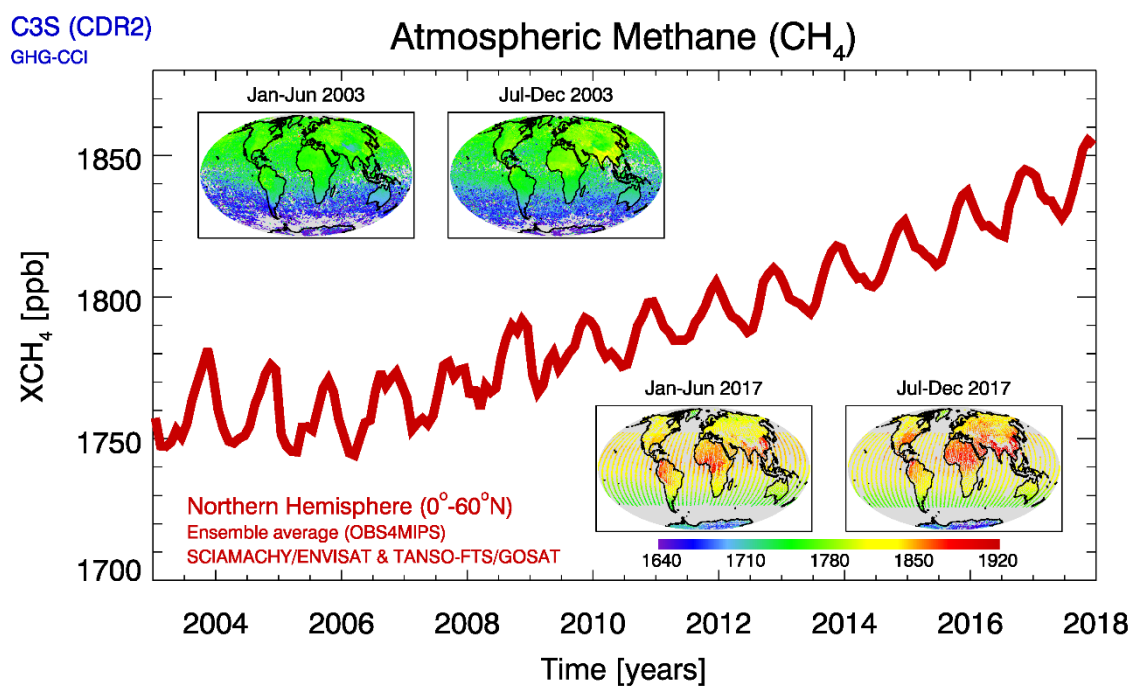 C3S (CDR2)
GHG-CCI
Atmospheric Methane (CH₄)
Jan-Jun 2003
Jul-Dec 2003
XCH₄ [ppb]
1850
1800
1750
1700
Jan-Jun 2017
Jul-Dec 2017
Northern Hemisphere (0°-60°N)
Ensemble average (OBS4MIPS)
SCIAMACHY/ENVISAT & TANSO-FTS/GOSAT
1640 1710 1780 1850 1920
2004 2006 2008 2010 2012 2014 2016 2018
Time [years]